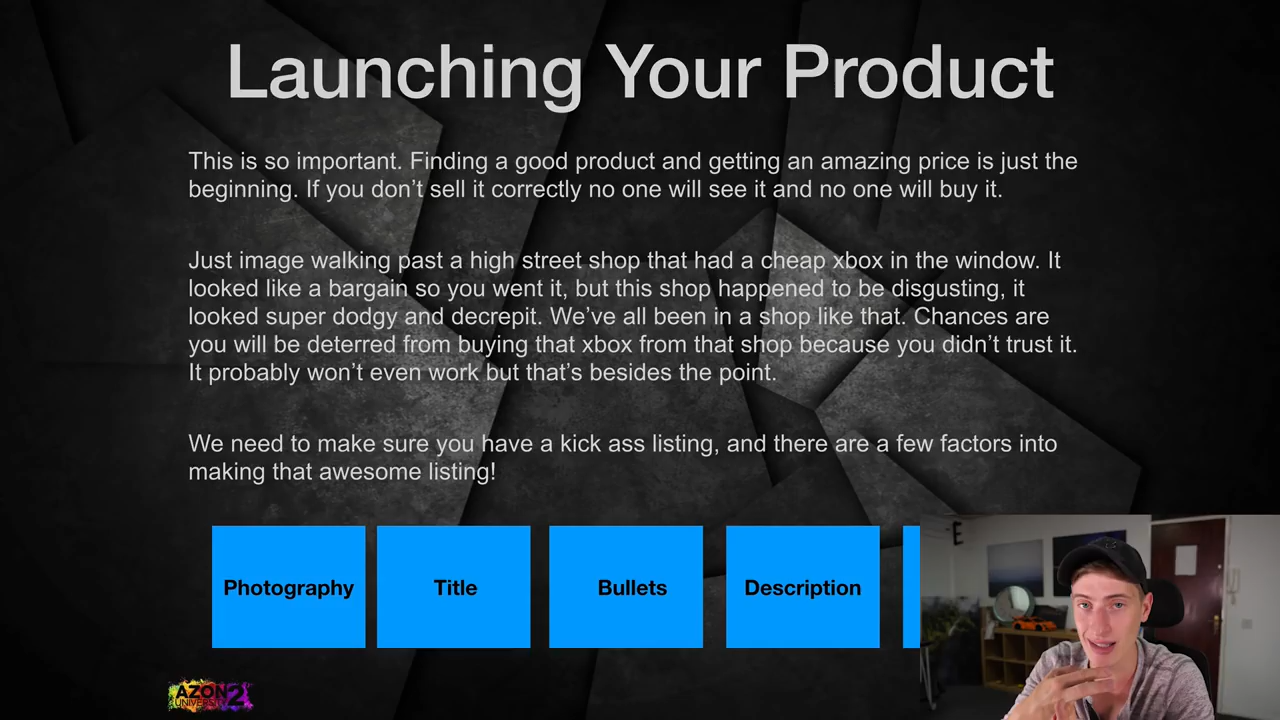 Launching Your Product
This is so important. Finding a good product and getting an amazing price is just the
beginning. If you don’t sell it correctly no one will see it and no one will buy it.
Just image walking past a high street shop that had a cheap xbox in the window. It
looked like a bargain so you went it, but this shop happened to be disgusting, it
looked super dodgy and decrepit. We’ve all been in a shop like that. Chances are
you will be deterred from buying that xbox from that shop because you didn’t trust it.
It probably won’t even work but that’s besides the point.
We need to make sure you have a kick ass listing, and there are a few factors into
making that awesome listing!
Photography
Title
Bullets
Description
E
AZON 2
UNIVERSITY